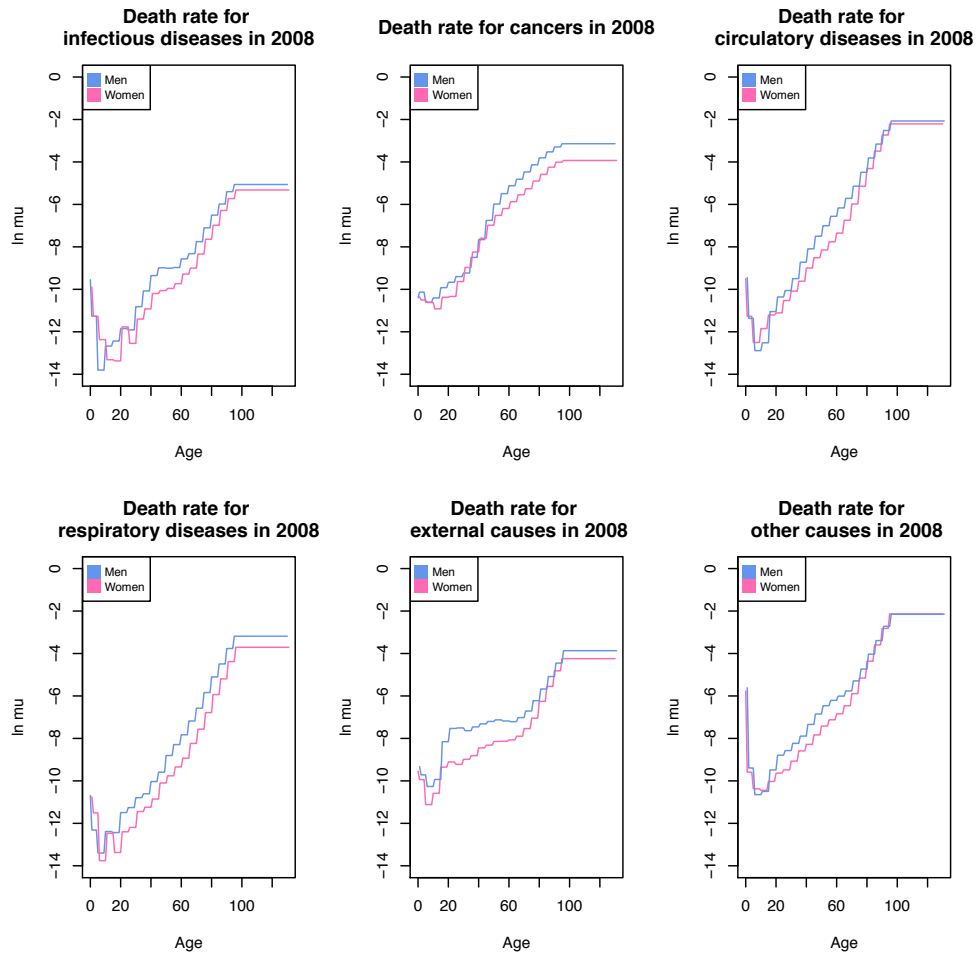 Death rate for
infectious diseases in 2008
ln mu
0
−2
−4
−6
−8
−10
−12
−14
Men
Women
0 20 60 100
Age
Death rate for cancers in 2008
ln mu
0
−2
−4
−6
−8
−10
−12
−14
Men
Women
0 20 60 100
Age
Death rate for
circulatory diseases in 2008
ln mu
0
−2
−4
−6
−8
−10
−12
−14
Men
Women
0 20 60 100
Age
Death rate for
respiratory diseases in 2008
ln mu
0
−2
−4
−6
−8
−10
−12
−14
Men
Women
0 20 60 100
Age
Death rate for
external causes in 2008
ln mu
0
−2
−4
−6
−8
−10
−12
−14
Men
Women
0 20 60 100
Age
Death rate for
other causes in 2008
ln mu
0
−2
−4
−6
−8
−10
−12
−14
Men
Women
0 20 60 100
Age